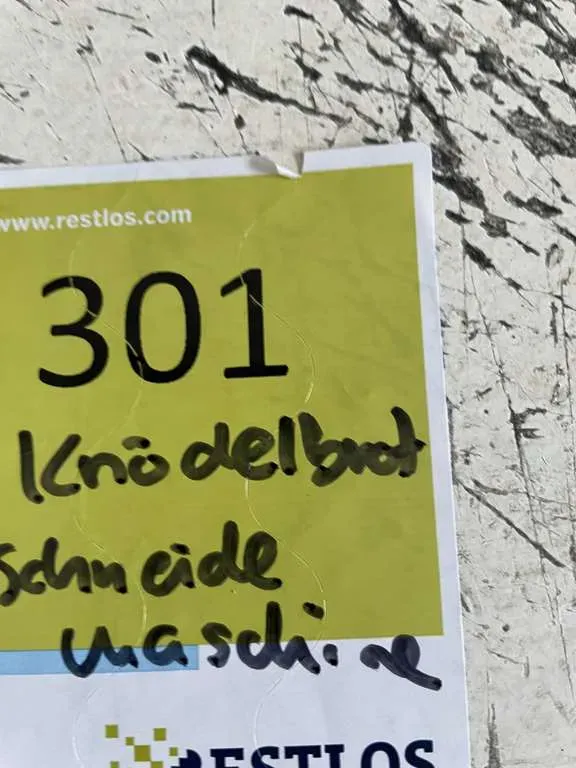 www.restlos.com
301
Knödelbrot
schneide
maschine
RESTLOS